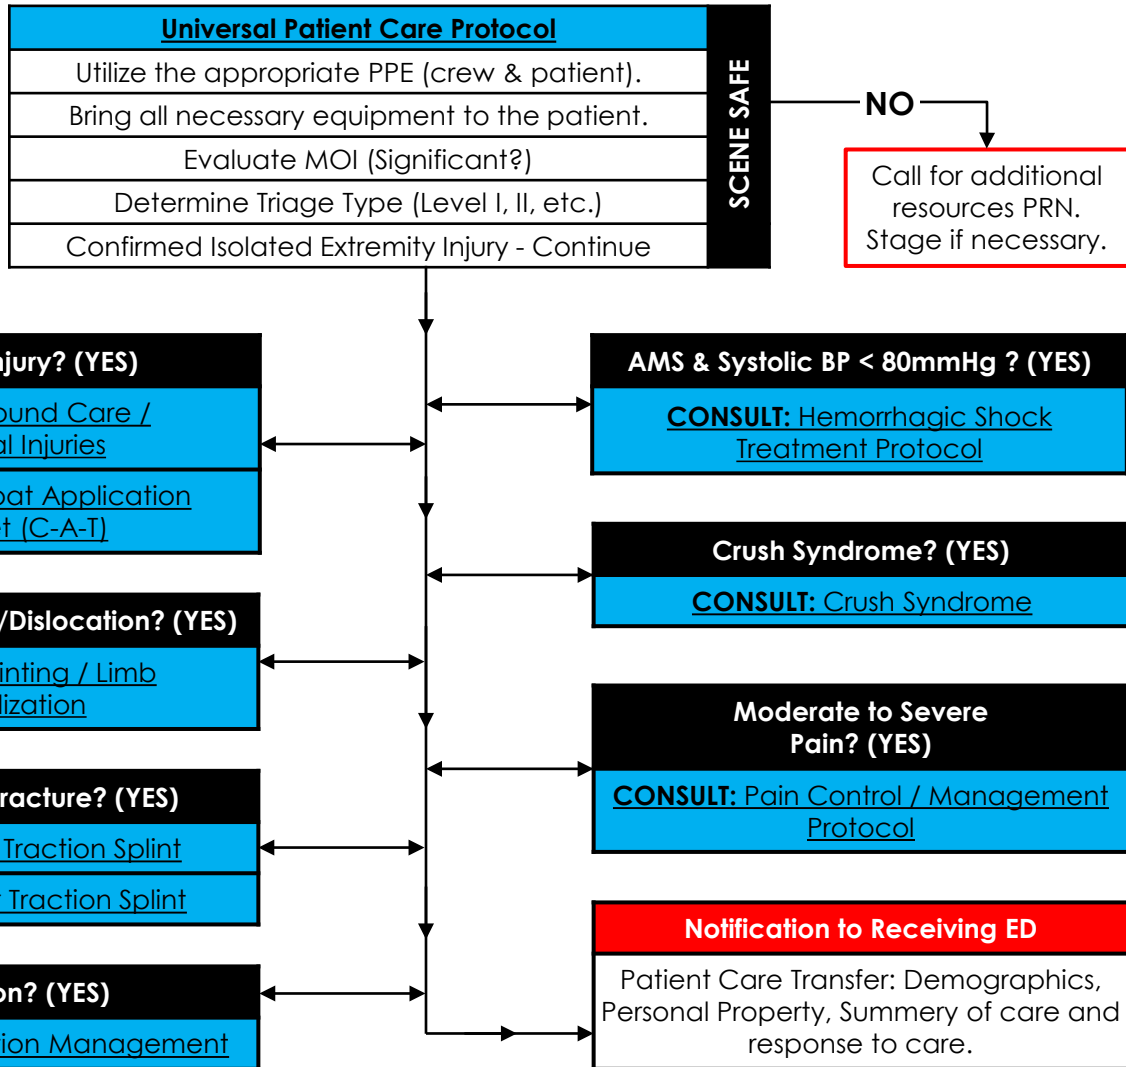 Universal Patient Care Protocol
Utilize the appropriate PPE (crew & patient).
Bring all necessary equipment to the patient.
Evaluate MOI (Significant?)
Determine Triage Type (Level I, II, etc.)
Confirmed Isolated Extremity Injury - Continue
SCENE SAFE
NO
Call for additional
resources PRN.
Stage if necessary.
njury? (YES)
ound Care /
al Injuries
bat Application
et (C-A-T)
/Dislocation? (YES)
inting / Limb
lization
racture? (YES)
Traction Splint
Traction Splint
on? (YES)
tion Management
AMS & Systolic BP < 80mmHg ? (YES)
CONSULT: Hemorrhagic Shock
Treatment Protocol
Crush Syndrome? (YES)
CONSULT: Crush Syndrome
Moderate to Severe
Pain? (YES)
CONSULT: Pain Control / Management
Protocol
Notification to Receiving ED
Patient Care Transfer: Demographics,
Personal Property, Summery of care and
response to care.